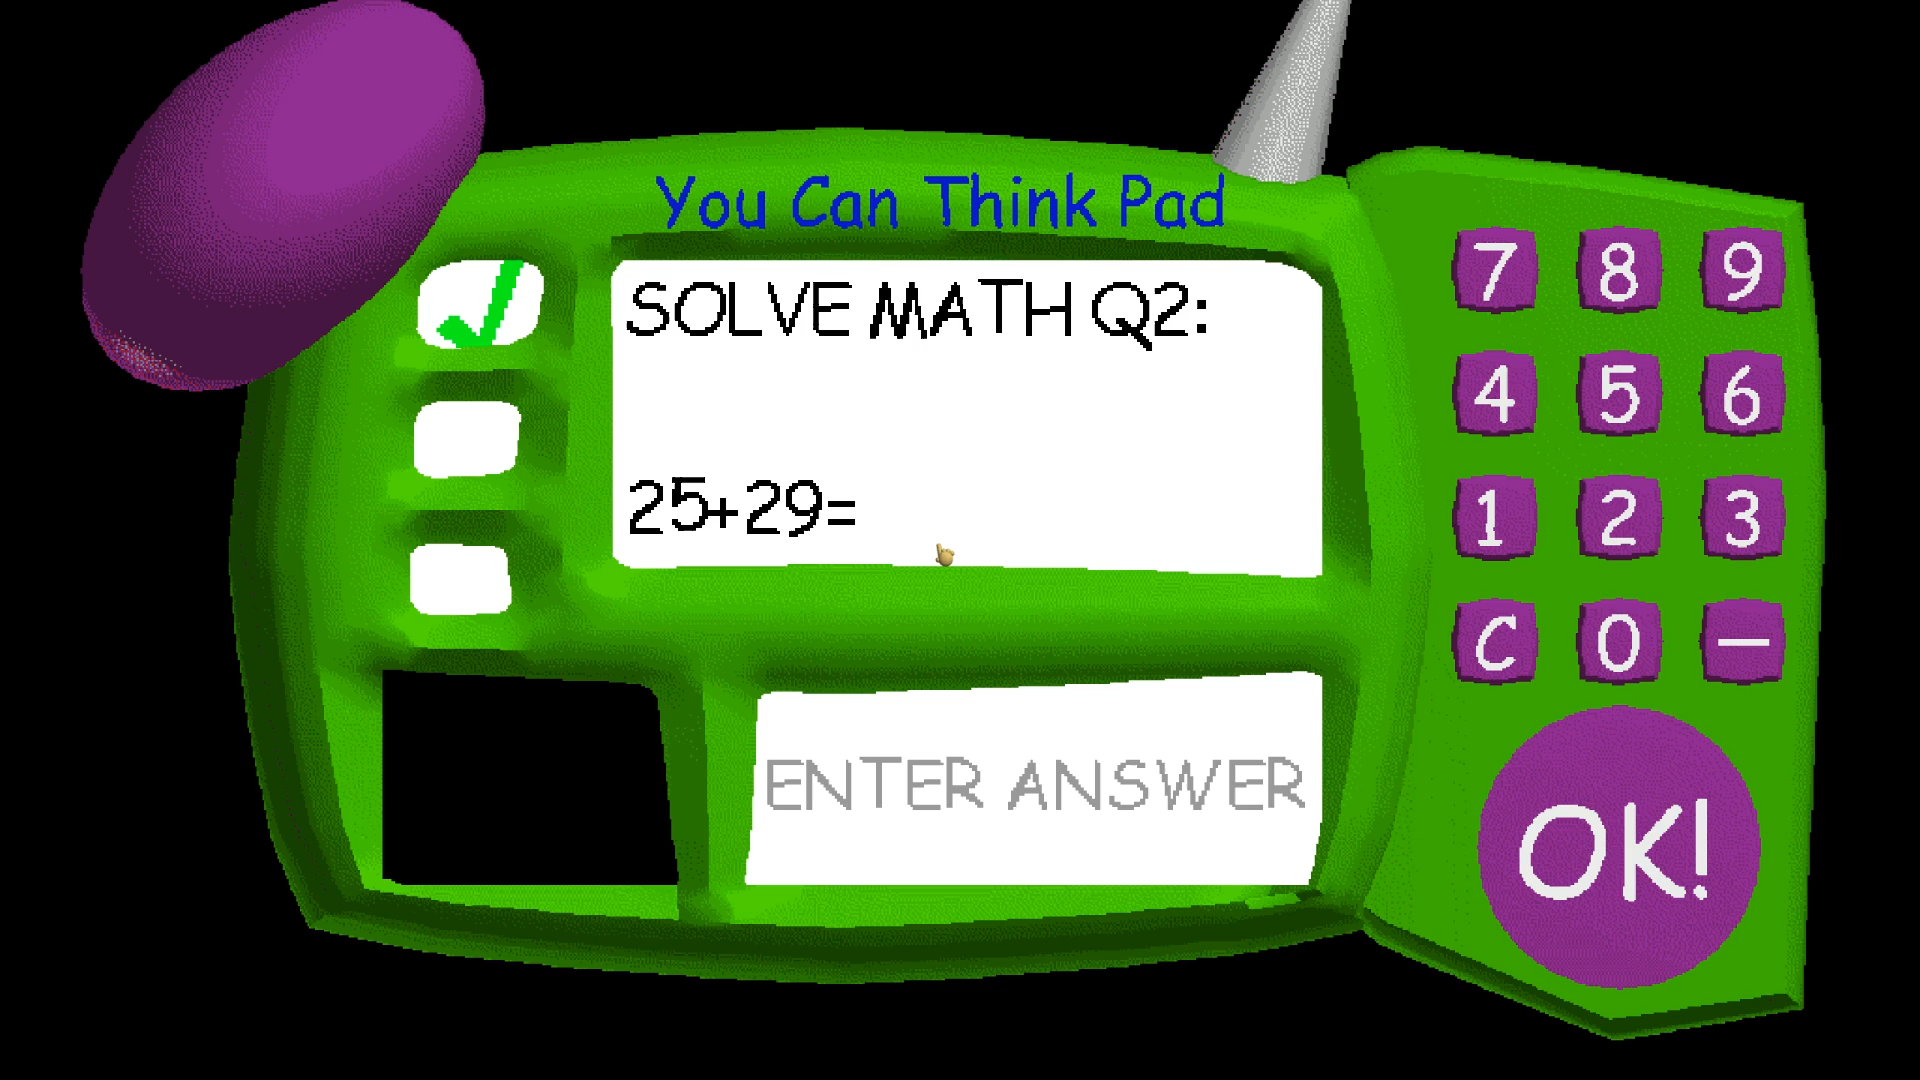 You Can Think Pad
SOLVE MATH Q2:
25+29=
ENTER ANSWER
7 8 9
4 5 6
1 2 3
C 0 −
OK!